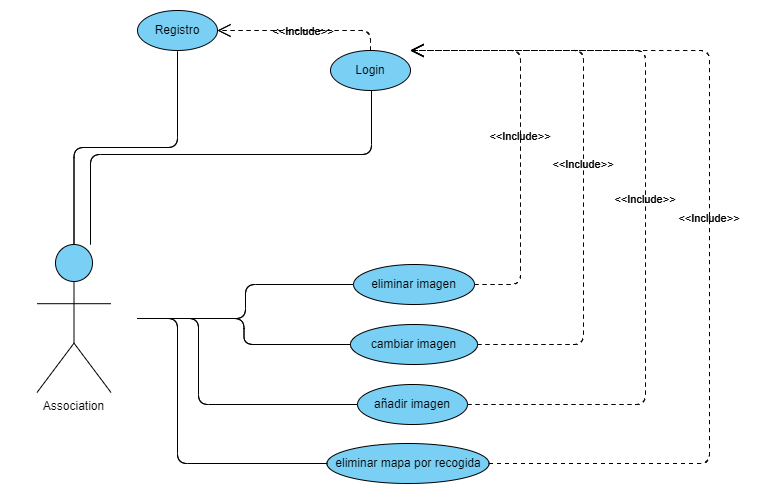 Registro
<<Include>>
Login
<<Include>>
<<Include>>
<<Include>>
<<Include>>
eliminar imagen
cambiar imagen
añadir imagen
Association
eliminar mapa por recogida